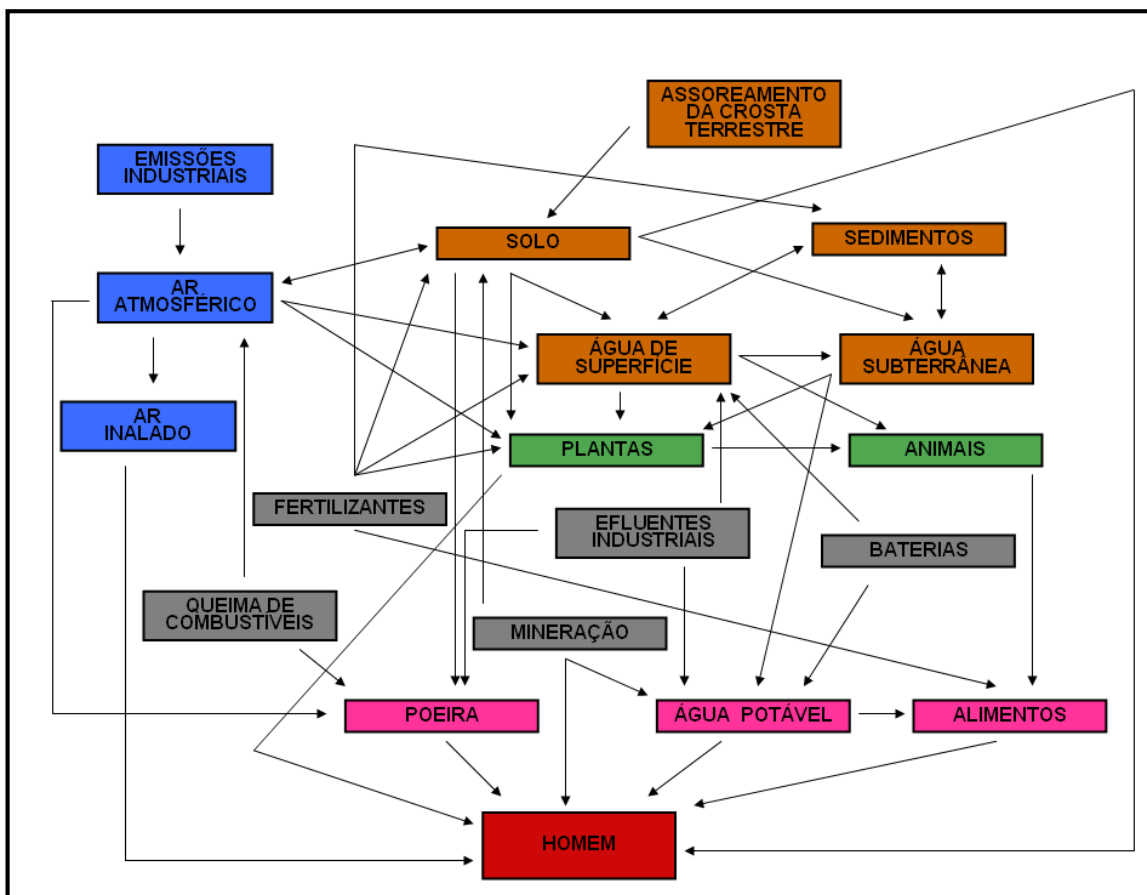 ASSOREAMENTO
DA CROSTA
TERRESTRE
EMISSÕES
INDUSTRIAIS
SOLO
SEDIMENTOS
AR
ATMOSFÉRICO
ÁGUA DE
SUPERFÍCIE
ÁGUA
SUBTERRÂNEA
AR
INALADO
PLANTAS
ANIMAIS
FERTILIZANTES
EFLUENTES
INDUSTRIAIS
BATERIAS
QUEIMA DE
COMBUSTÍVEIS
MINERAÇÃO
POEIRA
ÁGUA POTÁVEL
ALIMENTOS
HOMEM